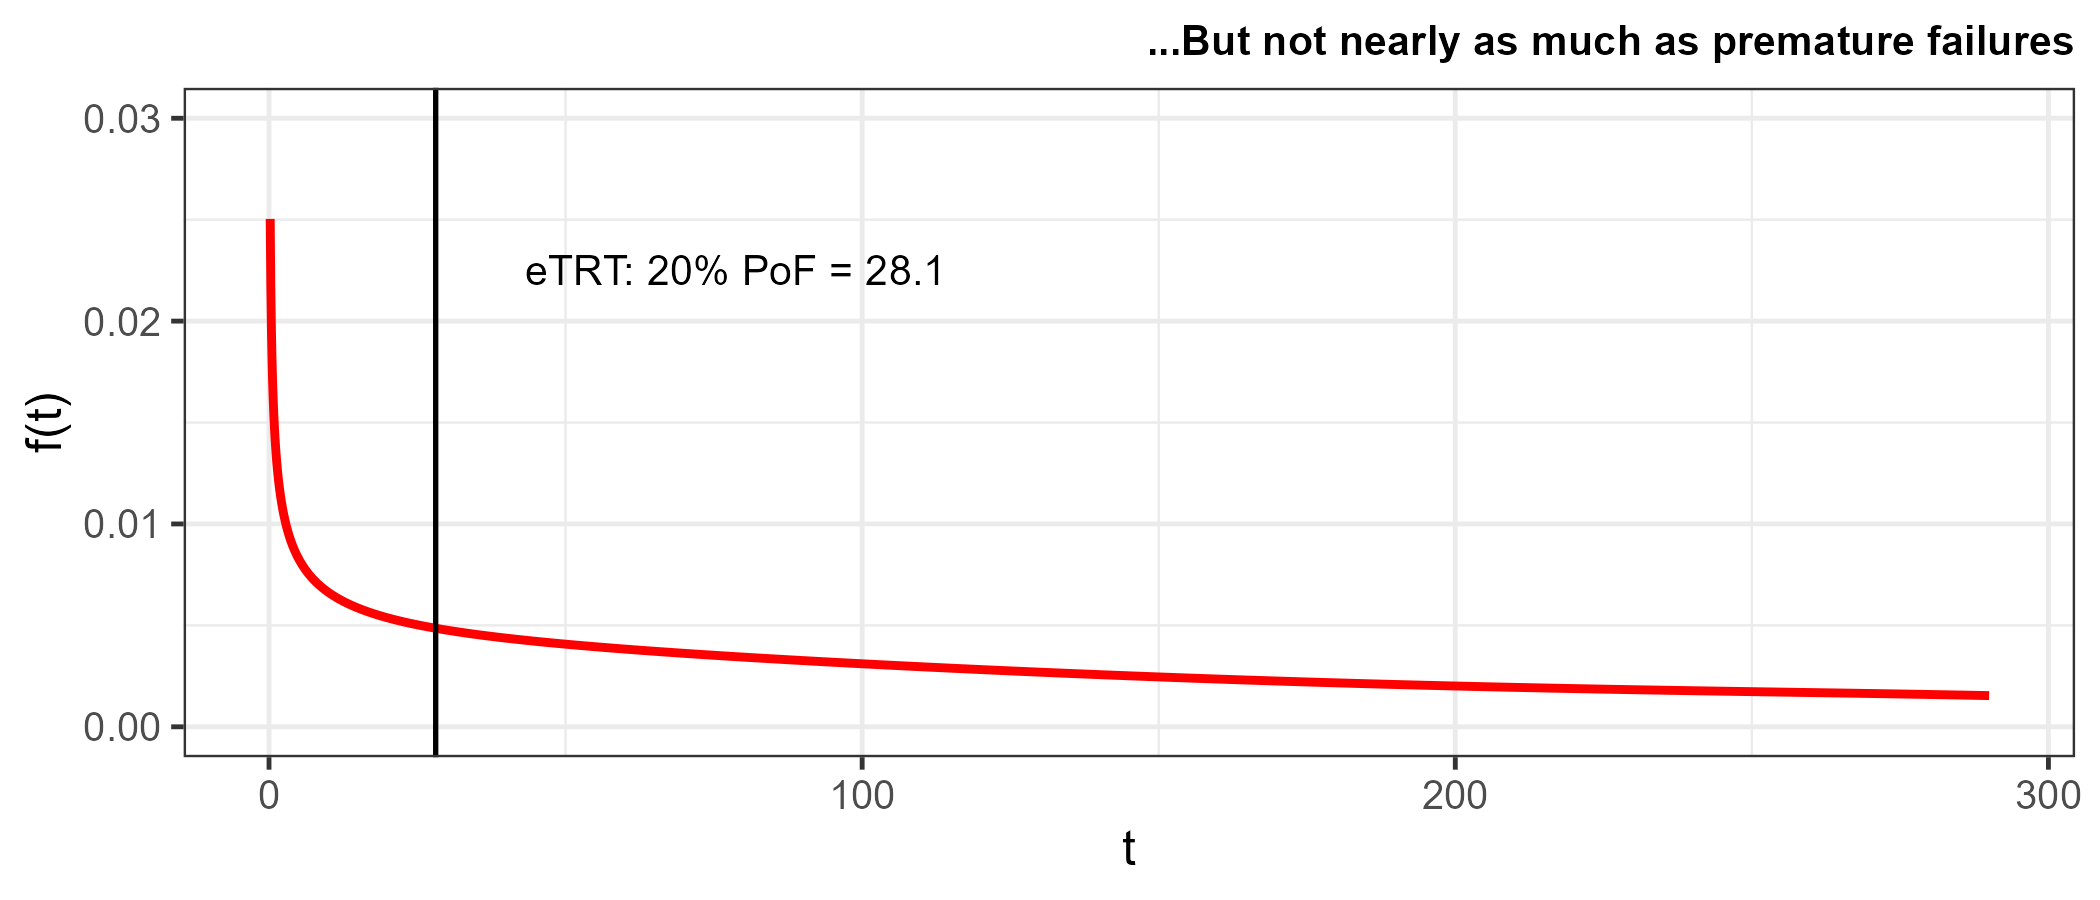 ...But not nearly as much as premature failures
0.03
0.02
0.01
0.00
f(t)
eTRT: 20% PoF = 28.1
0 100 200 300
t